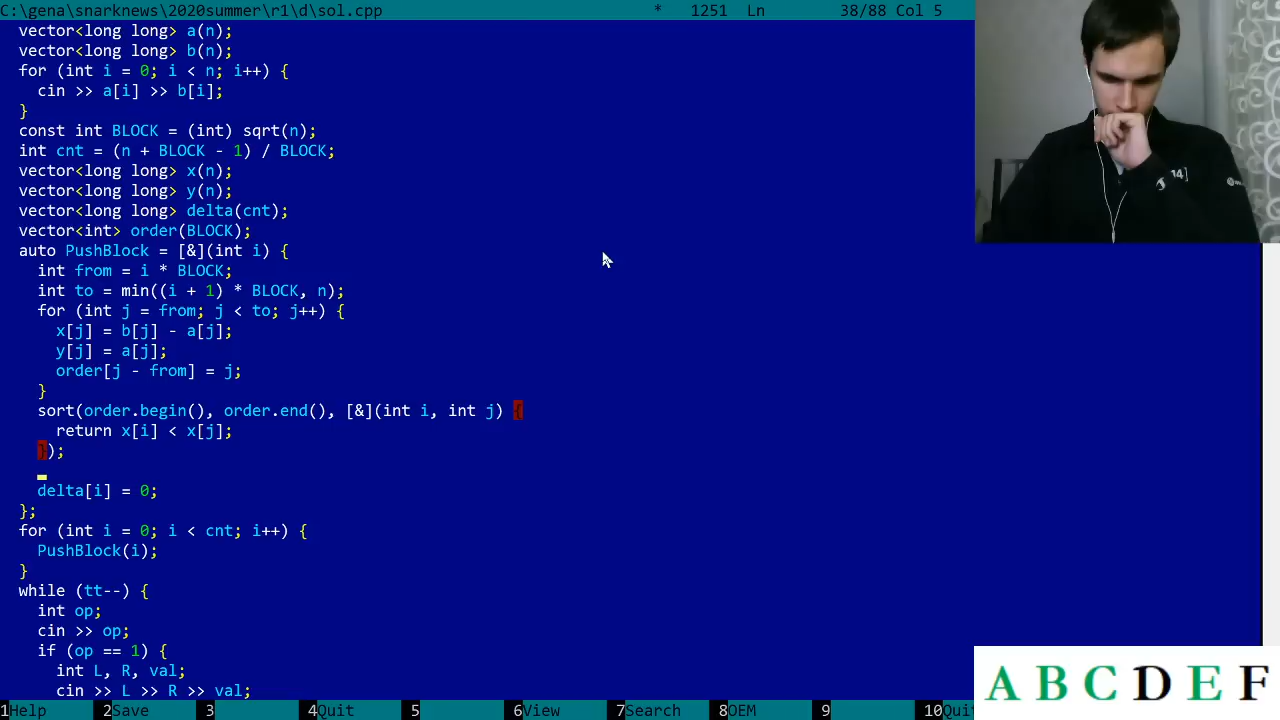 C:\gena\snarknews\2020summer\r1\d\sol.cpp * 1251 Ln 38/88 Col 5
vector<long long> a(n);
vector<long long> b(n);
for (int i = 0; i < n; i++) {
cin >> a[i] >> b[i];
}
const int BLOCK = (int) sqrt(n);
int cnt = (n + BLOCK - 1) / BLOCK;
vector<long long> x(n);
vector<long long> y(n);
vector<long long> delta(cnt);
vector<int> order(BLOCK);
auto PushBlock = [&](int i) {
int from = i * BLOCK;
int to = min((i + 1) * BLOCK, n);
for (int j = from; j < to; j++) {
x[j] = b[j] - a[j];
y[j] = a[j];
order[j - from] = j;
}
sort(order.begin(), order.end(), [&](int i, int j) {
return x[i] < x[j];
});
delta[i] = 0;
};
for (int i = 0; i < cnt; i++) {
PushBlock(i);
}
while (tt--) {
int op;
cin >> op;
if (op == 1) {
int L, R, val;
cin >> L >> R >> val;
1Help 2Save 3 4Quit 5 6View 7Search 8OEM 9 10Quit
14]
A B C D E F